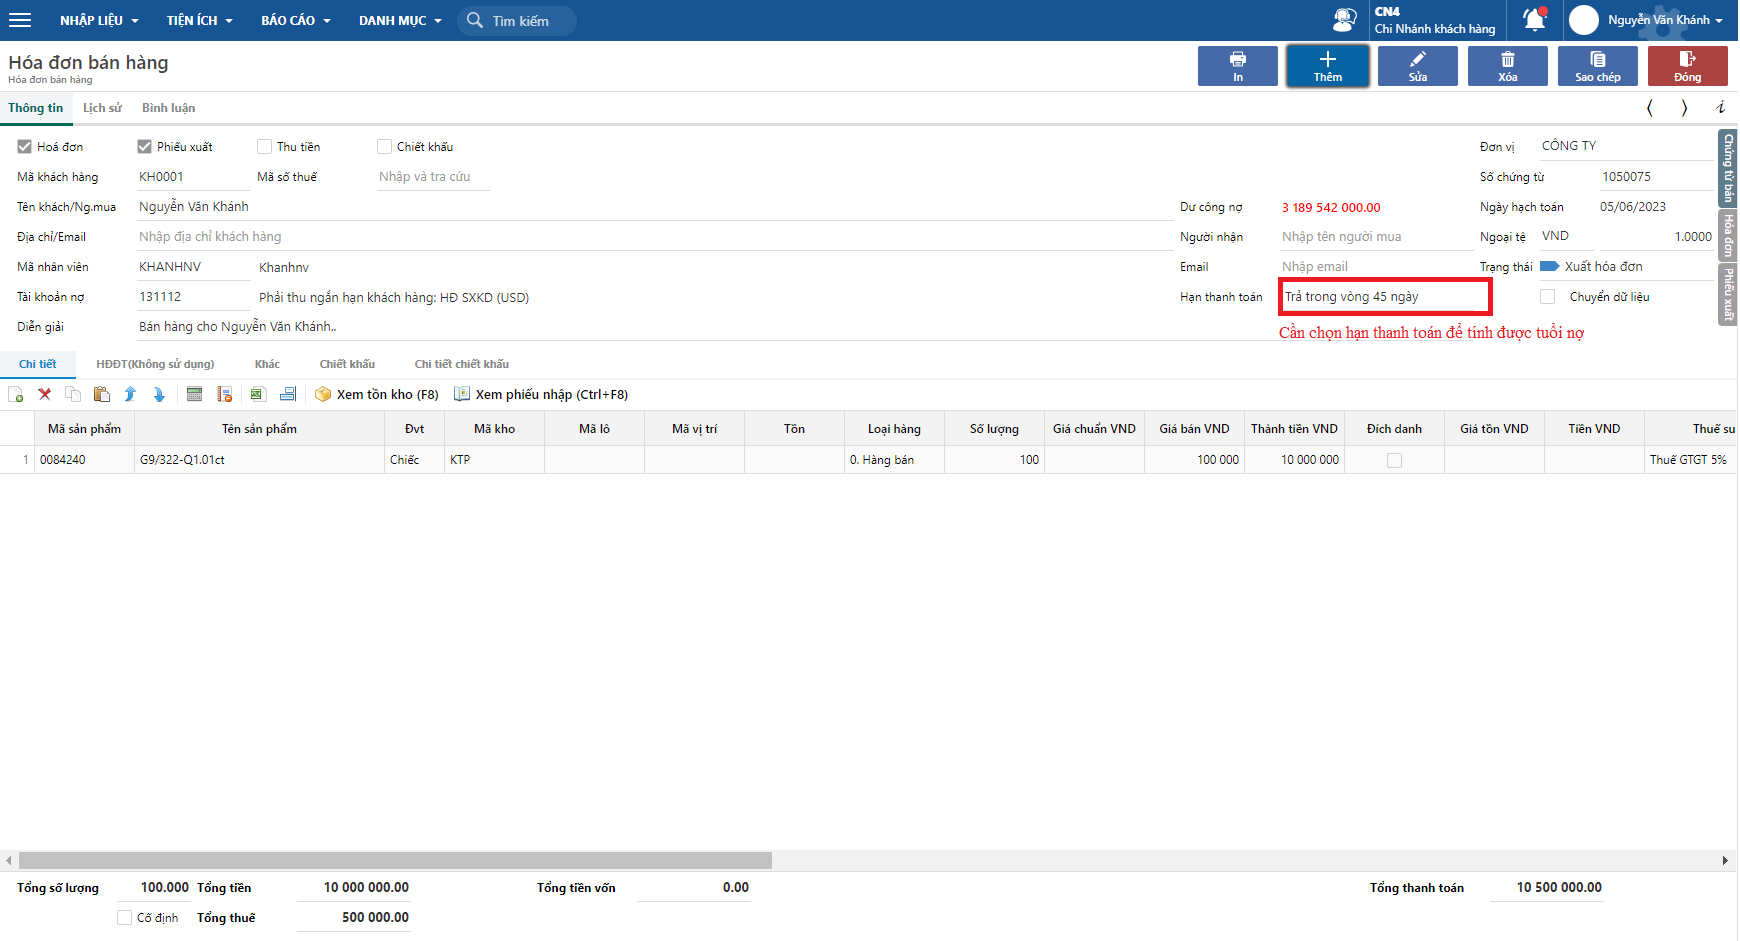 NHẬP LIỆU TIỆN ÍCH BÁO CÁO DANH MỤC Tìm kiếm
CN4
Chi Nhánh khách hàng
Nguyễn Văn Khánh
Hóa đơn bán hàng
Hóa đơn bán hàng
In Thêm Sửa Xóa Sao chép Đóng
Thông tin Lịch sử Bình luận
Hoá đơn Phiếu xuất Thu tiền Chiết khấu Đơn vị CÔNG TY
Mã khách hàng KH0001 Mã số thuế Nhập và tra cứu Số chứng từ 1050075
Tên khách/Ng.mua Nguyễn Văn Khánh Dư công nợ 3 189 542 000.00 Ngày hạch toán 05/06/2023
Địa chỉ/Email Nhập địa chỉ khách hàng Người nhận Nhập tên người mua Ngoại tệ VND 1.0000
Mã nhân viên KHANHNV Khanhnv Email Nhập email Trạng thái Xuất hóa đơn
Tài khoản nợ 131112 Phải thu ngắn hạn khách hàng: HĐ SXKD (USD) Hạn thanh toán Trả trong vòng 45 ngày Chuyển dữ liệu
Diễn giải Bán hàng cho Nguyễn Văn Khánh.. Cần chọn hạn thanh toán để tính được tuổi nợ
Chứng từ bán
Hóa đơn
Phiếu xuất
Chi tiết HĐĐT(Không sử dụng) Khác Chiết khấu Chi tiết chiết khấu
Xem tồn kho (F8) Xem phiếu nhập (Ctrl+F8)
Mã sản phẩm Tên sản phẩm Đvt Mã kho Mã lô Mã vị trí Tồn Loại hàng Số lượng Giá chuẩn VND Giá bán VND Thành tiền VND Đích danh Giá tồn VND Tiền VND Thuế su
1 0084240 G9/322-Q1.01ct Chiếc KTP 0. Hàng bán 100 100 000 10 000 000 Thuế GTGT 5%
Tổng số lượng 100.000 Tổng tiền 10 000 000.00 Tổng tiền vốn 0.00 Tổng thanh toán 10 500 000.00
Cố định Tổng thuế 500 000.00